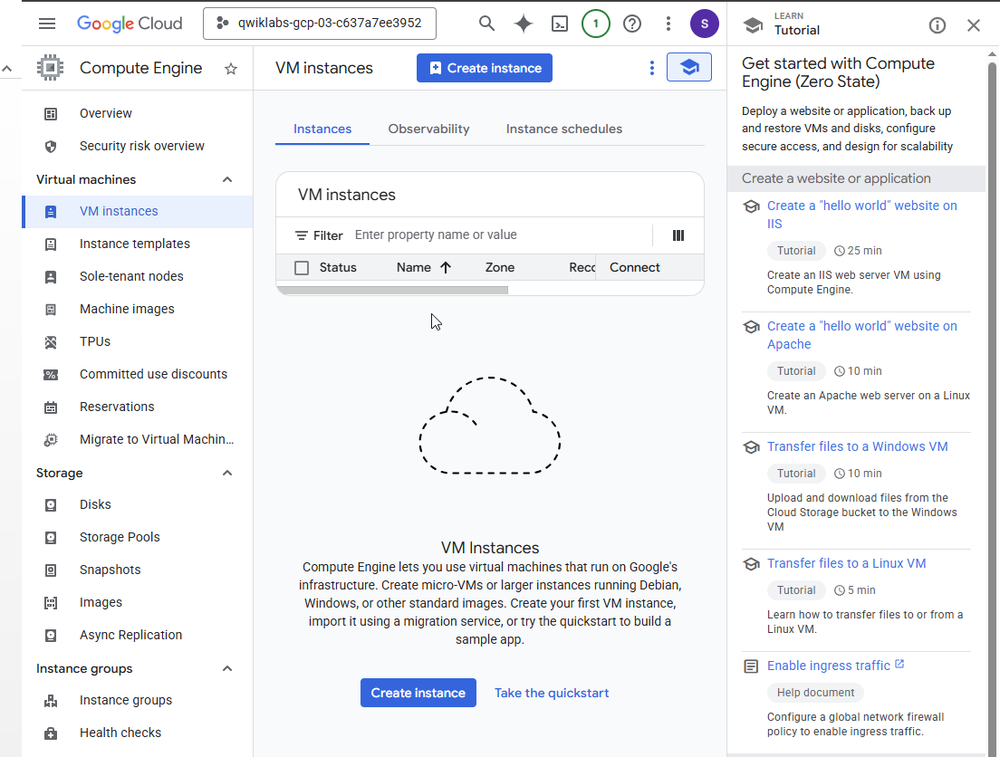 Google Cloud
qwiklabs-gcp-03-c637a7ee3952
1
S
LEARN
Tutorial
Compute Engine
VM instances
Create instance
Overview
Security risk overview
Virtual machines
VM instances
Instance templates
Sole-tenant nodes
Machine images
TPUs
Committed use discounts
Reservations
Migrate to Virtual Machin...
Storage
Disks
Storage Pools
Snapshots
Images
Async Replication
Instance groups
Instance groups
Health checks
Instances
Observability
Instance schedules
VM instances
Filter
Enter property name or value
Status
Name
Zone
Recc
Connect
VM Instances
Compute Engine lets you use virtual machines that run on Google's
infrastructure. Create micro-VMs or larger instances running Debian,
Windows, or other standard images. Create your first VM instance,
import it using a migration service, or try the quickstart to build a
sample app.
Create instance
Take the quickstart
Get started with Compute
Engine (Zero State)
Deploy a website or application, back up
and restore VMs and disks, configure
secure access, and design for scalability
Create a website or application
Create a "hello world" website on
IIS
Tutorial
25 min
Create an IIS web server VM using
Compute Engine.
Create a "hello world" website on
Apache
Tutorial
10 min
Create an Apache web server on a Linux
VM.
Transfer files to a Windows VM
Tutorial
10 min
Upload and download files from the
Cloud Storage bucket to the Windows
VM
Transfer files to a Linux VM
Tutorial
5 min
Learn how to transfer files to or from a
Linux VM.
Enable ingress traffic
Help document
Configure a global network firewall
policy to enable ingress traffic.